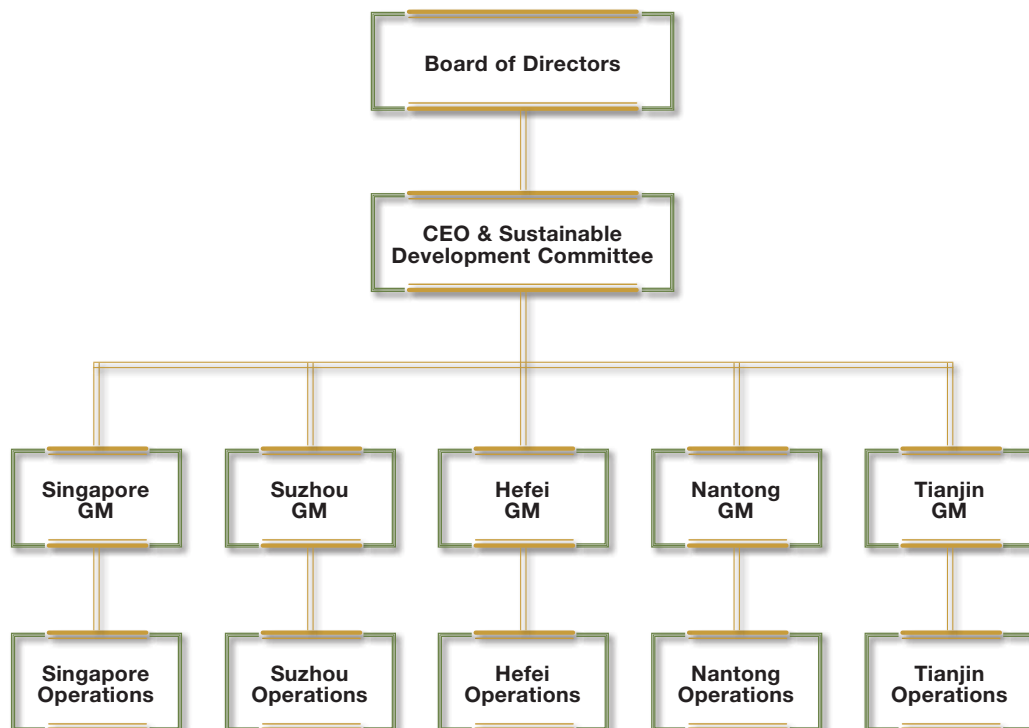 Board of Directors
CEO & Sustainable
Development Committee
Singapore
GM
Suzhou
GM
Hefei
GM
Nantong
GM
Tianjin
GM
Singapore
Operations
Suzhou
Operations
Hefei
Operations
Nantong
Operations
Tianjin
Operations